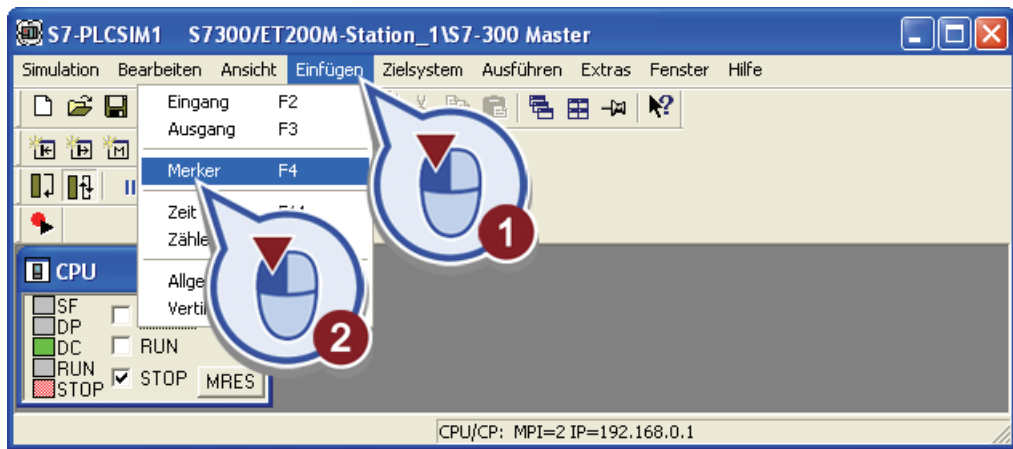 S7-PLCSIM1 S7300/ET200M-Station_1\S7-300 Master
Simulation Bearbeiten Ansicht Einfügen Zielsystem Ausführen Extras Fenster Hilfe
Eingang F2
Ausgang F3
Merker F4
Zeit
1
2
CPU
SF
DP
DC
RUN
RUN
STOP
STOP
MRES
CPU/CP: MPI=2 IP=192.168.0.1